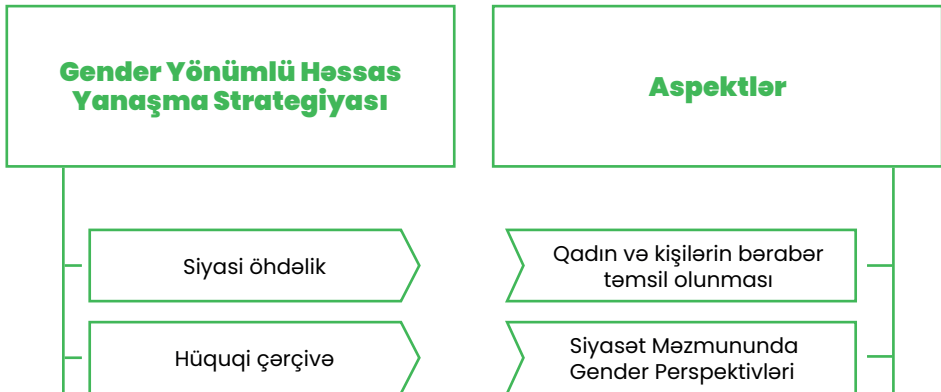 Gender Yönümlü Həssas
Yanaşma Strategiyası
Aspektlər
Siyasi öhdəlik
Qadın və kişilərin bərabər
təmsil olunması
Hüquqi çərçivə
Siyasət Məzmununda
Gender Perspektivləri